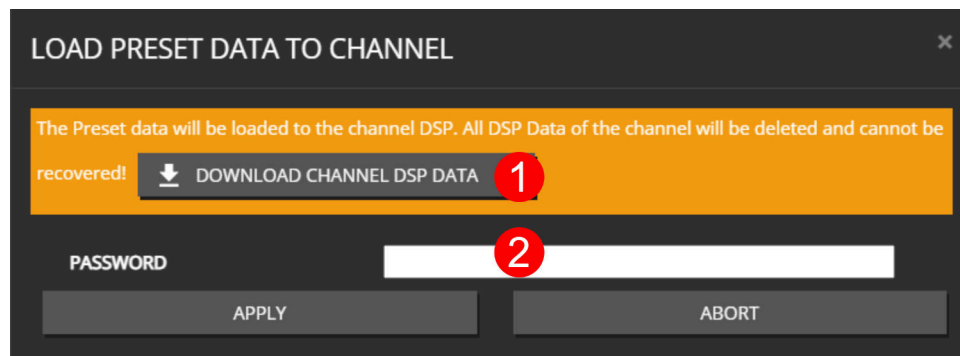 LOAD PRESET DATA TO CHANNEL ×
The Preset data will be loaded to the channel DSP. All DSP Data of the channel will be deleted and cannot be
recovered! DOWNLOAD CHANNEL DSP DATA 1
PASSWORD 2
APPLY ABORT